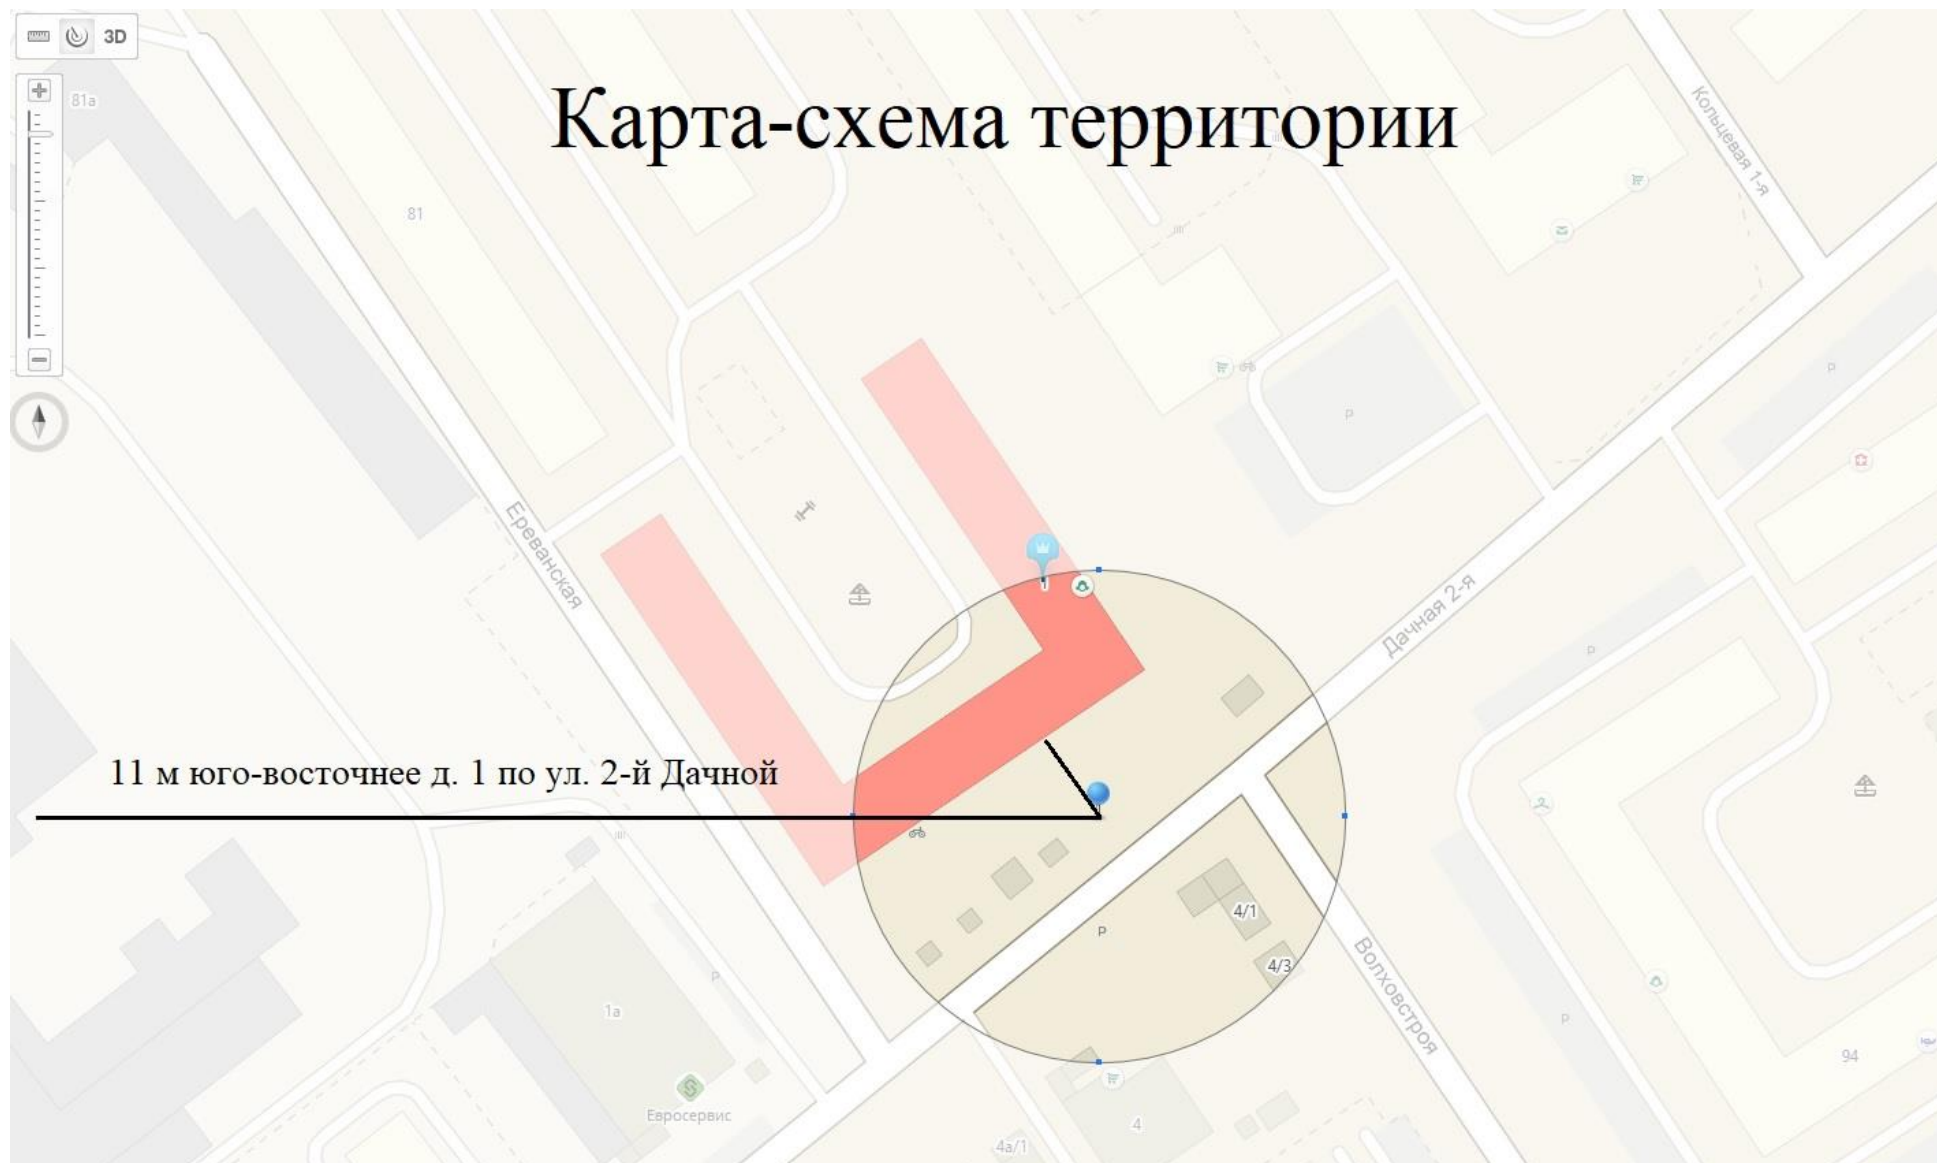 3D
81а
Карта-схема территории
Кольцевая 1-я
81
P
P
Ереванская
1
Дачная 2-я
P
11 м юго-восточнее д. 1 по ул. 2-й Дачной
4/1
P
4/3
Волховстроя
P
1а
P
94
Евросервис
4
4а/1